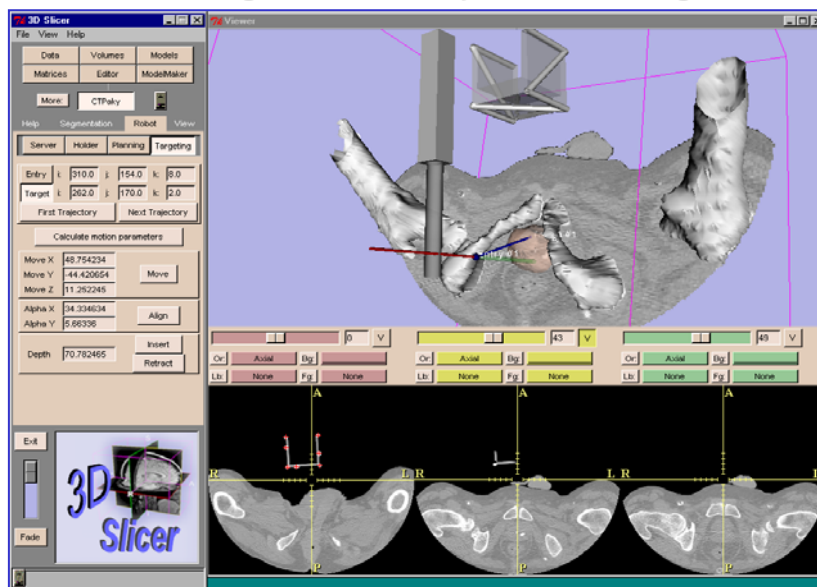 3D Slicer
File View Help
Data Volumes Models
Matrices Editor ModelMaker
More: CTPaky
Help Segmentation Robot View
Server Holder Planning Targeting
Entry i: 310.0 j: 154.0 k: 8.0
Target i: 262.0 j: 170.0 k: 2.0
First Trajectory Next Trajectory
Calculate motion parameters
Move X 48.754234
Move Y -44.420654 Move
Move Z 11.252245
Alpha X 34.334634
Alpha Y 5.66336 Align
Depth 70.782465 Insert
Retract
Exit
Fade
3D
Slicer
Viewer
Entry #1
0 V 43 V 49 V
Or: Axial Bg: Or: Axial Bg: Or: Axial Bg:
Lb: None Fg: None Lb: None Fg: None Lb: None Fg: None
A A A
R L R L R L
P P P